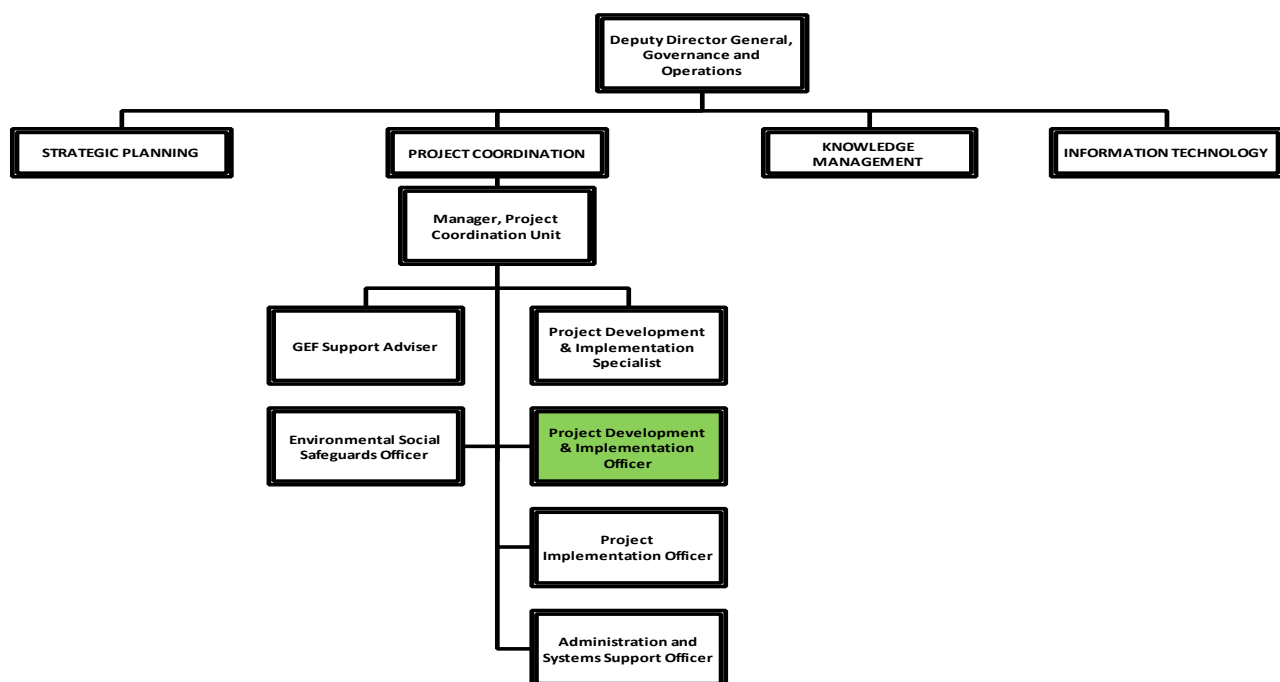 Deputy Director General,
Governance and
Operations
STRATEGIC PLANNING
PROJECT COORDINATION
KNOWLEDGE
MANAGEMENT
INFORMATION TECHNOLOGY
Manager, Project
Coordination Unit
GEF Support Adviser
Project Development
& Implementation
Specialist
Environmental Social
Safeguards Officer
Project Development
& Implementation
Officer
Project
Implementation Officer
Administration and
Systems Support Officer